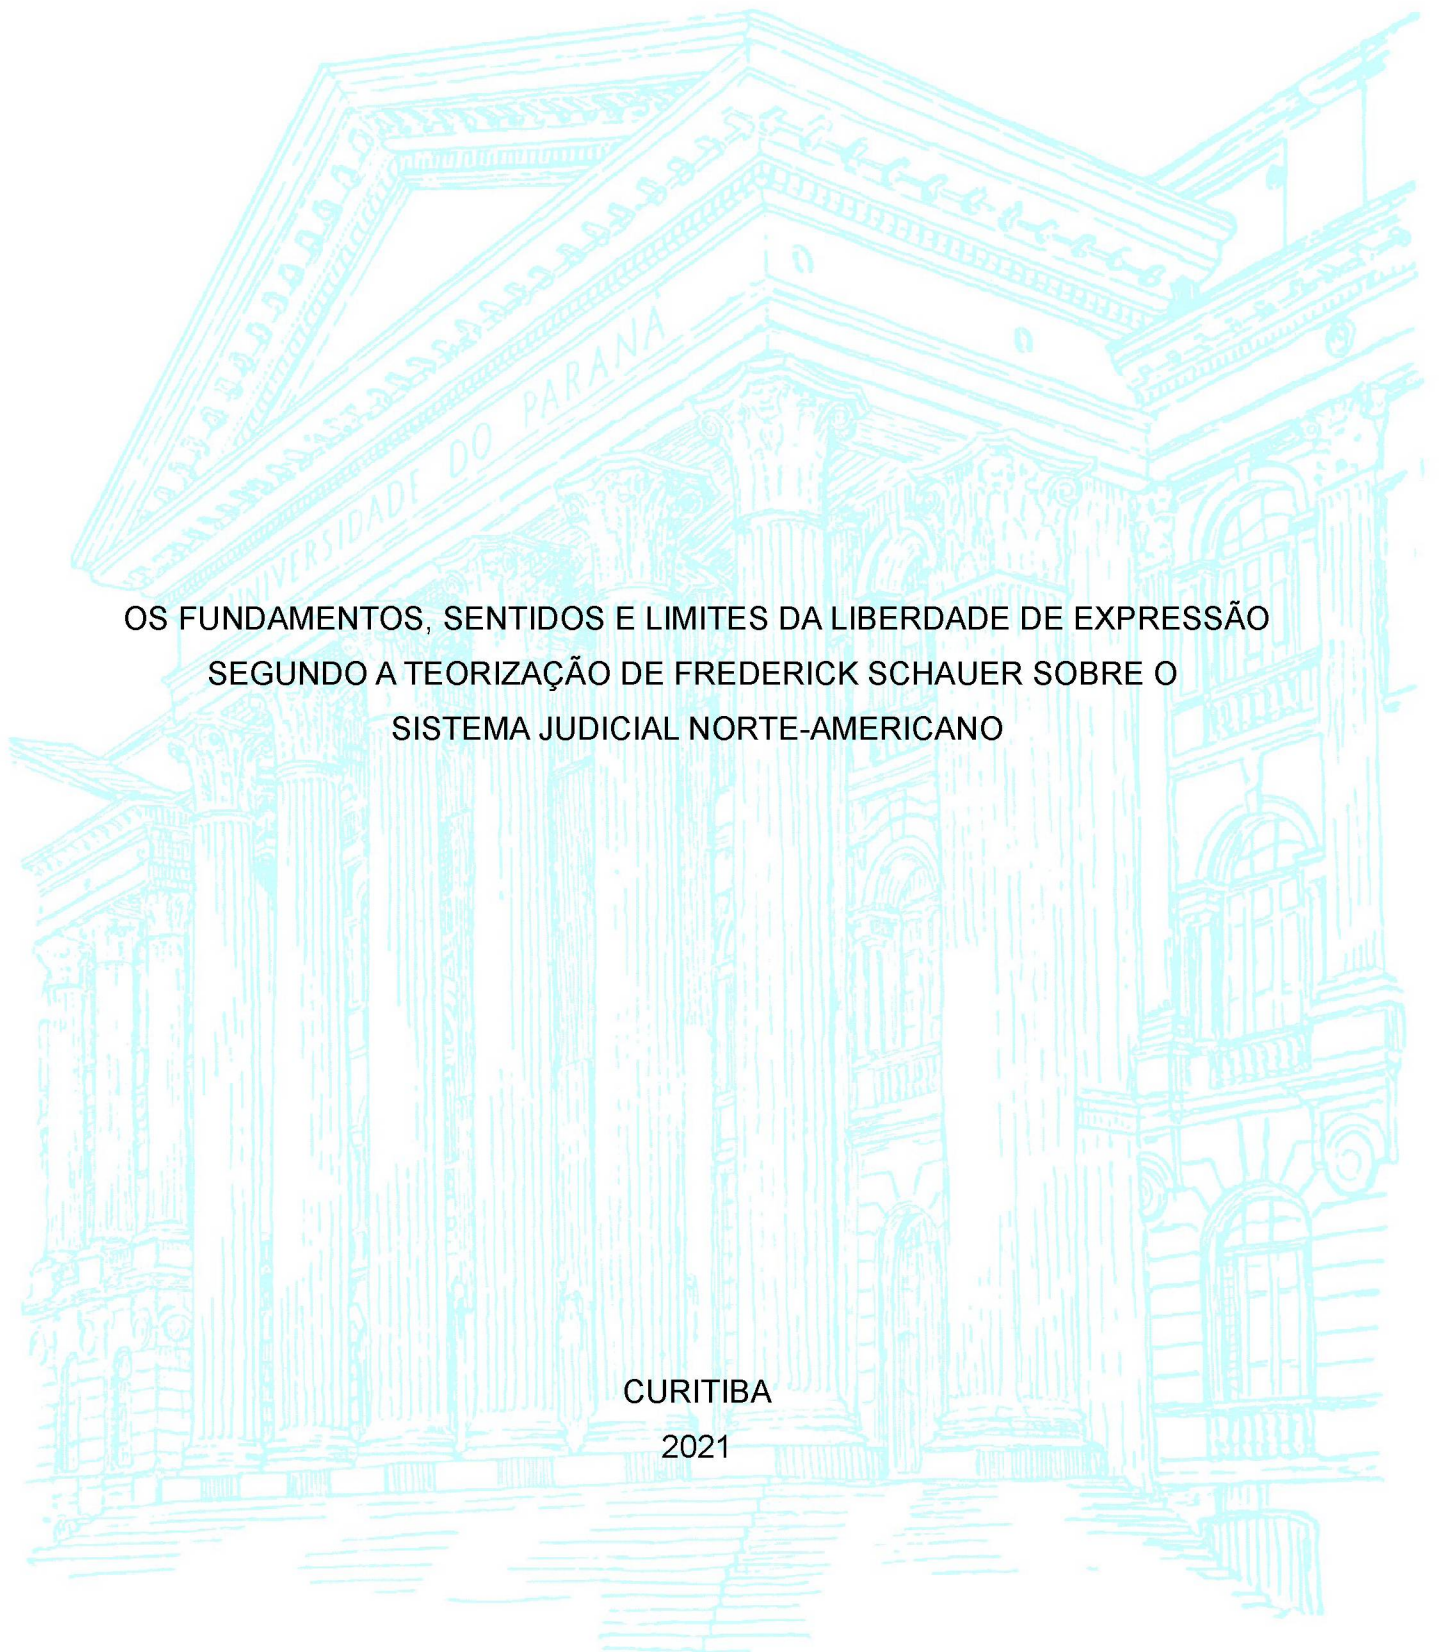 UNIVERSIDADE DO PARANÁ
OS FUNDAMENTOS, SENTIDOS E LIMITES DA LIBERDADE DE EXPRESSÃO
SEGUNDO A TEORIZAÇÃO DE FREDERICK SCHAUER SOBRE O
SISTEMA JUDICIAL NORTE-AMERICANO
CURITIBA
2021